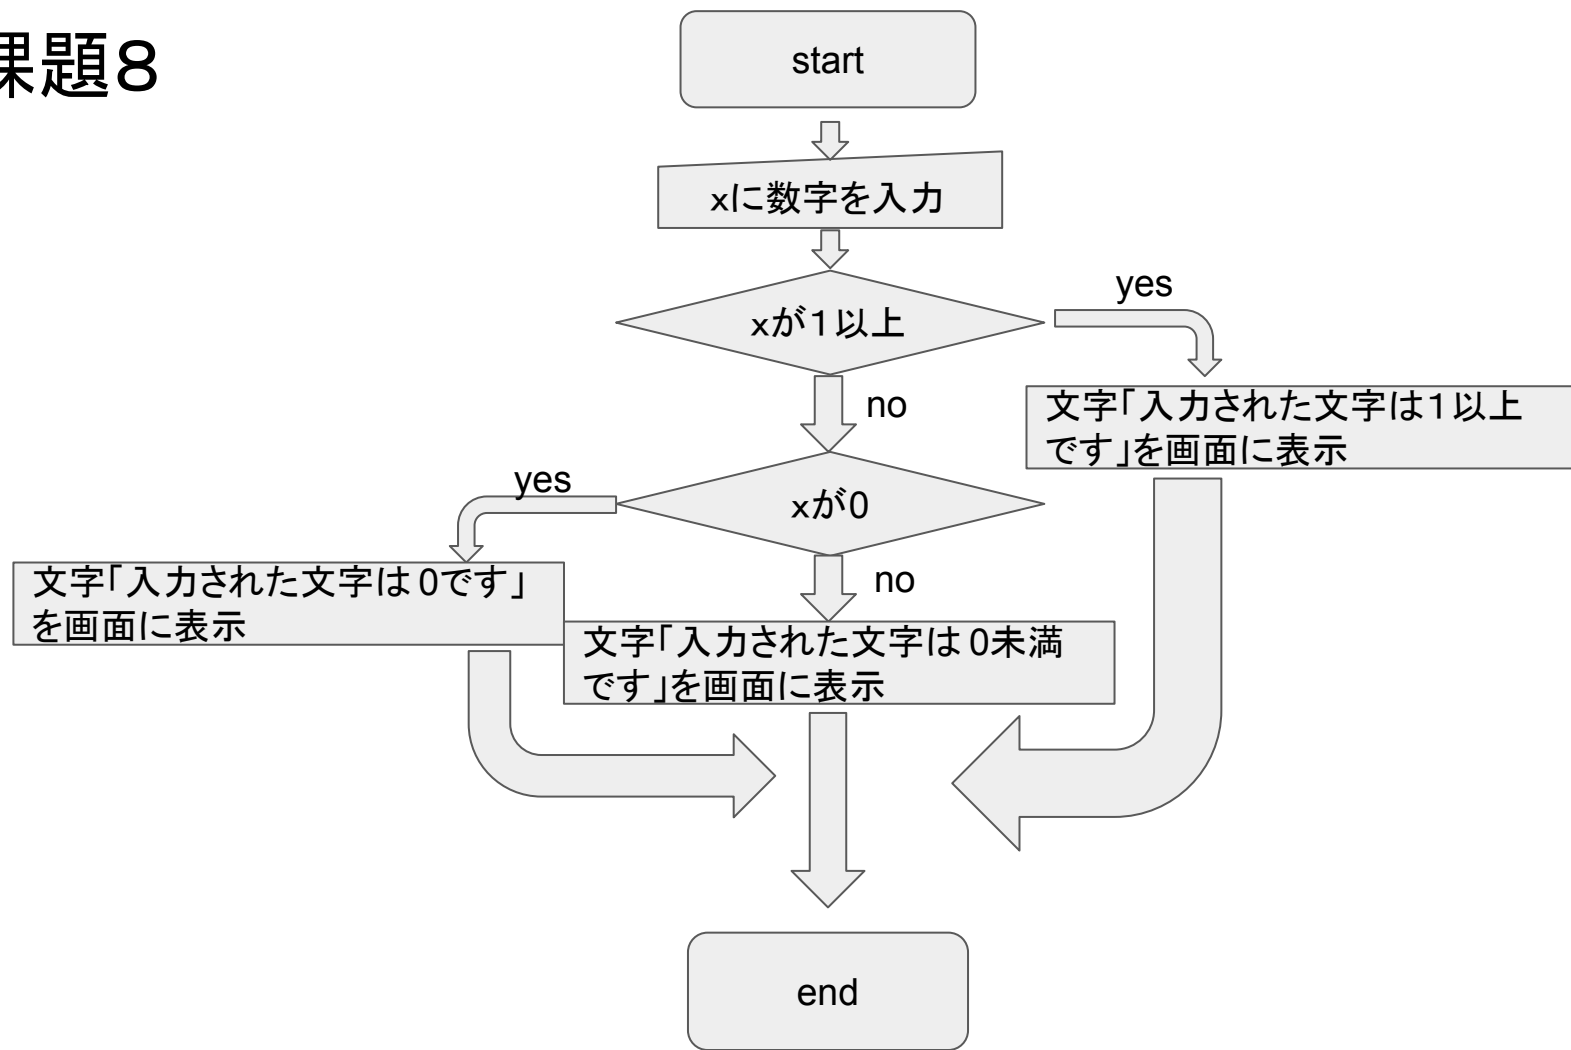 課題８
start
xに数字を入力
xが１以上
yes
no
文字「入力された文字は１以上
です」を画面に表示
xが0
yes
no
文字「入力された文字は0です」
を画面に表示
文字「入力された文字は0未満
です」を画面に表示
end